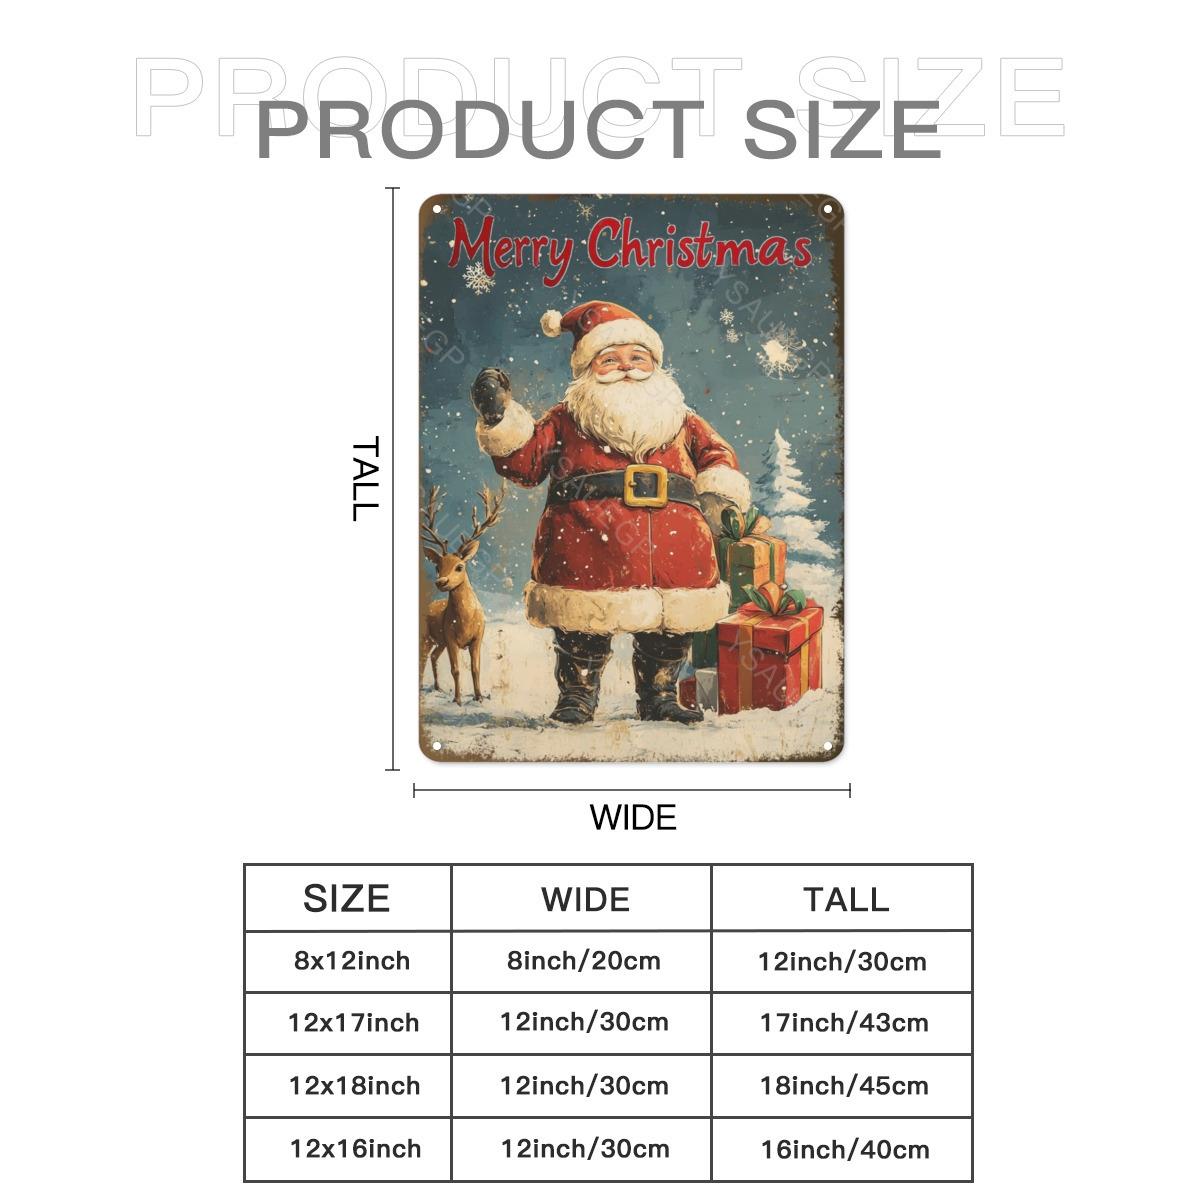 PRODUCT SIZE
PRODUCT SIZE
Merry Christmas
TALL
WIDE
SIZE WIDE TALL
8x12inch 8inch/20cm 12inch/30cm
12x17inch 12inch/30cm 17inch/43cm
12x18inch 12inch/30cm 18inch/45cm
12x16inch 12inch/30cm 16inch/40cm